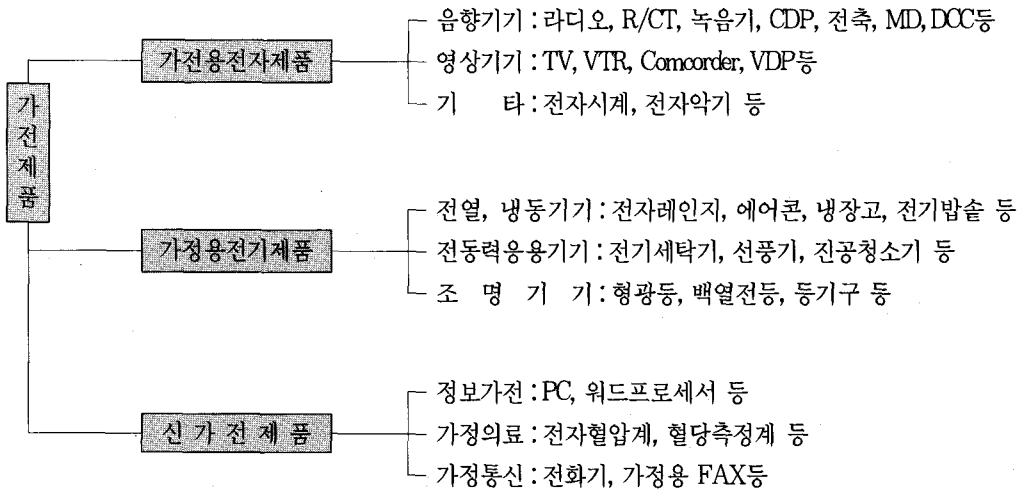 가전제품
가전용전자제품
음향기기 : 라디오, R/CT, 녹음기, CDP, 전축, MD, DCC등
영상기기 : TV, VTR, Comcorder, VDP등
기 타 : 전자시계, 전자악기 등
가정용전기제품
전열, 냉동기기 : 전자레인지, 에어콘, 냉장고, 전기밥솥 등
전동력응용기기 : 전기세탁기, 선풍기, 진공청소기 등
조 명 기 기 : 형광등, 백열전등, 등기구 등
신 가 전 제 품
정보가전 : PC, 워드프로세서 등
가정의료 : 전자혈압계, 혈당측정계 등
가정통신 : 전화기, 가정용 FAX등